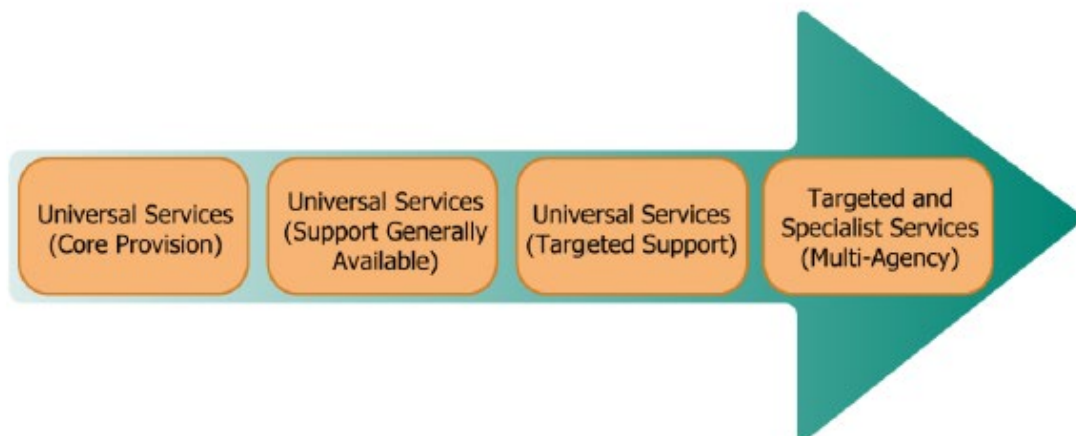 Universal Services
(Core Provision)
Universal Services
(Support Generally
Available)
Universal Services
(Targeted Support)
Targeted and
Specialist Services
(Multi-Agency)